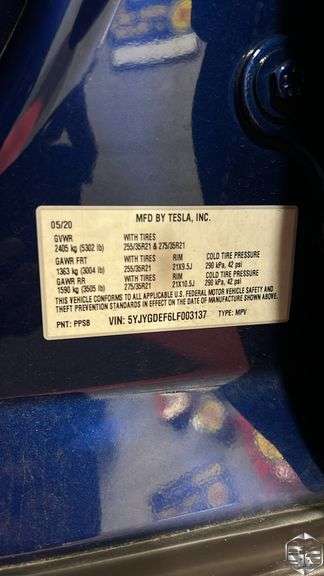 05/20 MFD BY TESLA, INC.
GVWR WITH TIRES
2405 kg (5302 lb) 255/35R21 & 275/35R21
GAWR FRT WITH TIRES RIM COLD TIRE PRESSURE
1363 kg (3004 lb) 255/35R21 21X9.5J 290 kPa, 42 psi
GAWR RR WITH TIRES RIM COLD TIRE PRESSURE
1590 kg (3505 lb) 275/35R21 21X10.5J 290 kPa, 42 psi
THIS VEHICLE CONFORMS TO ALL APPLICABLE U.S. FEDERAL MOTOR VEHICLE SAFETY AND
THEFT PREVENTION STANDARDS IN EFFECT ON THE DATE OF MANUFACTURE SHOWN ABOVE.
PNT: PPSB VIN: 5YJYGDEF6LF003137 TYPE: MPV